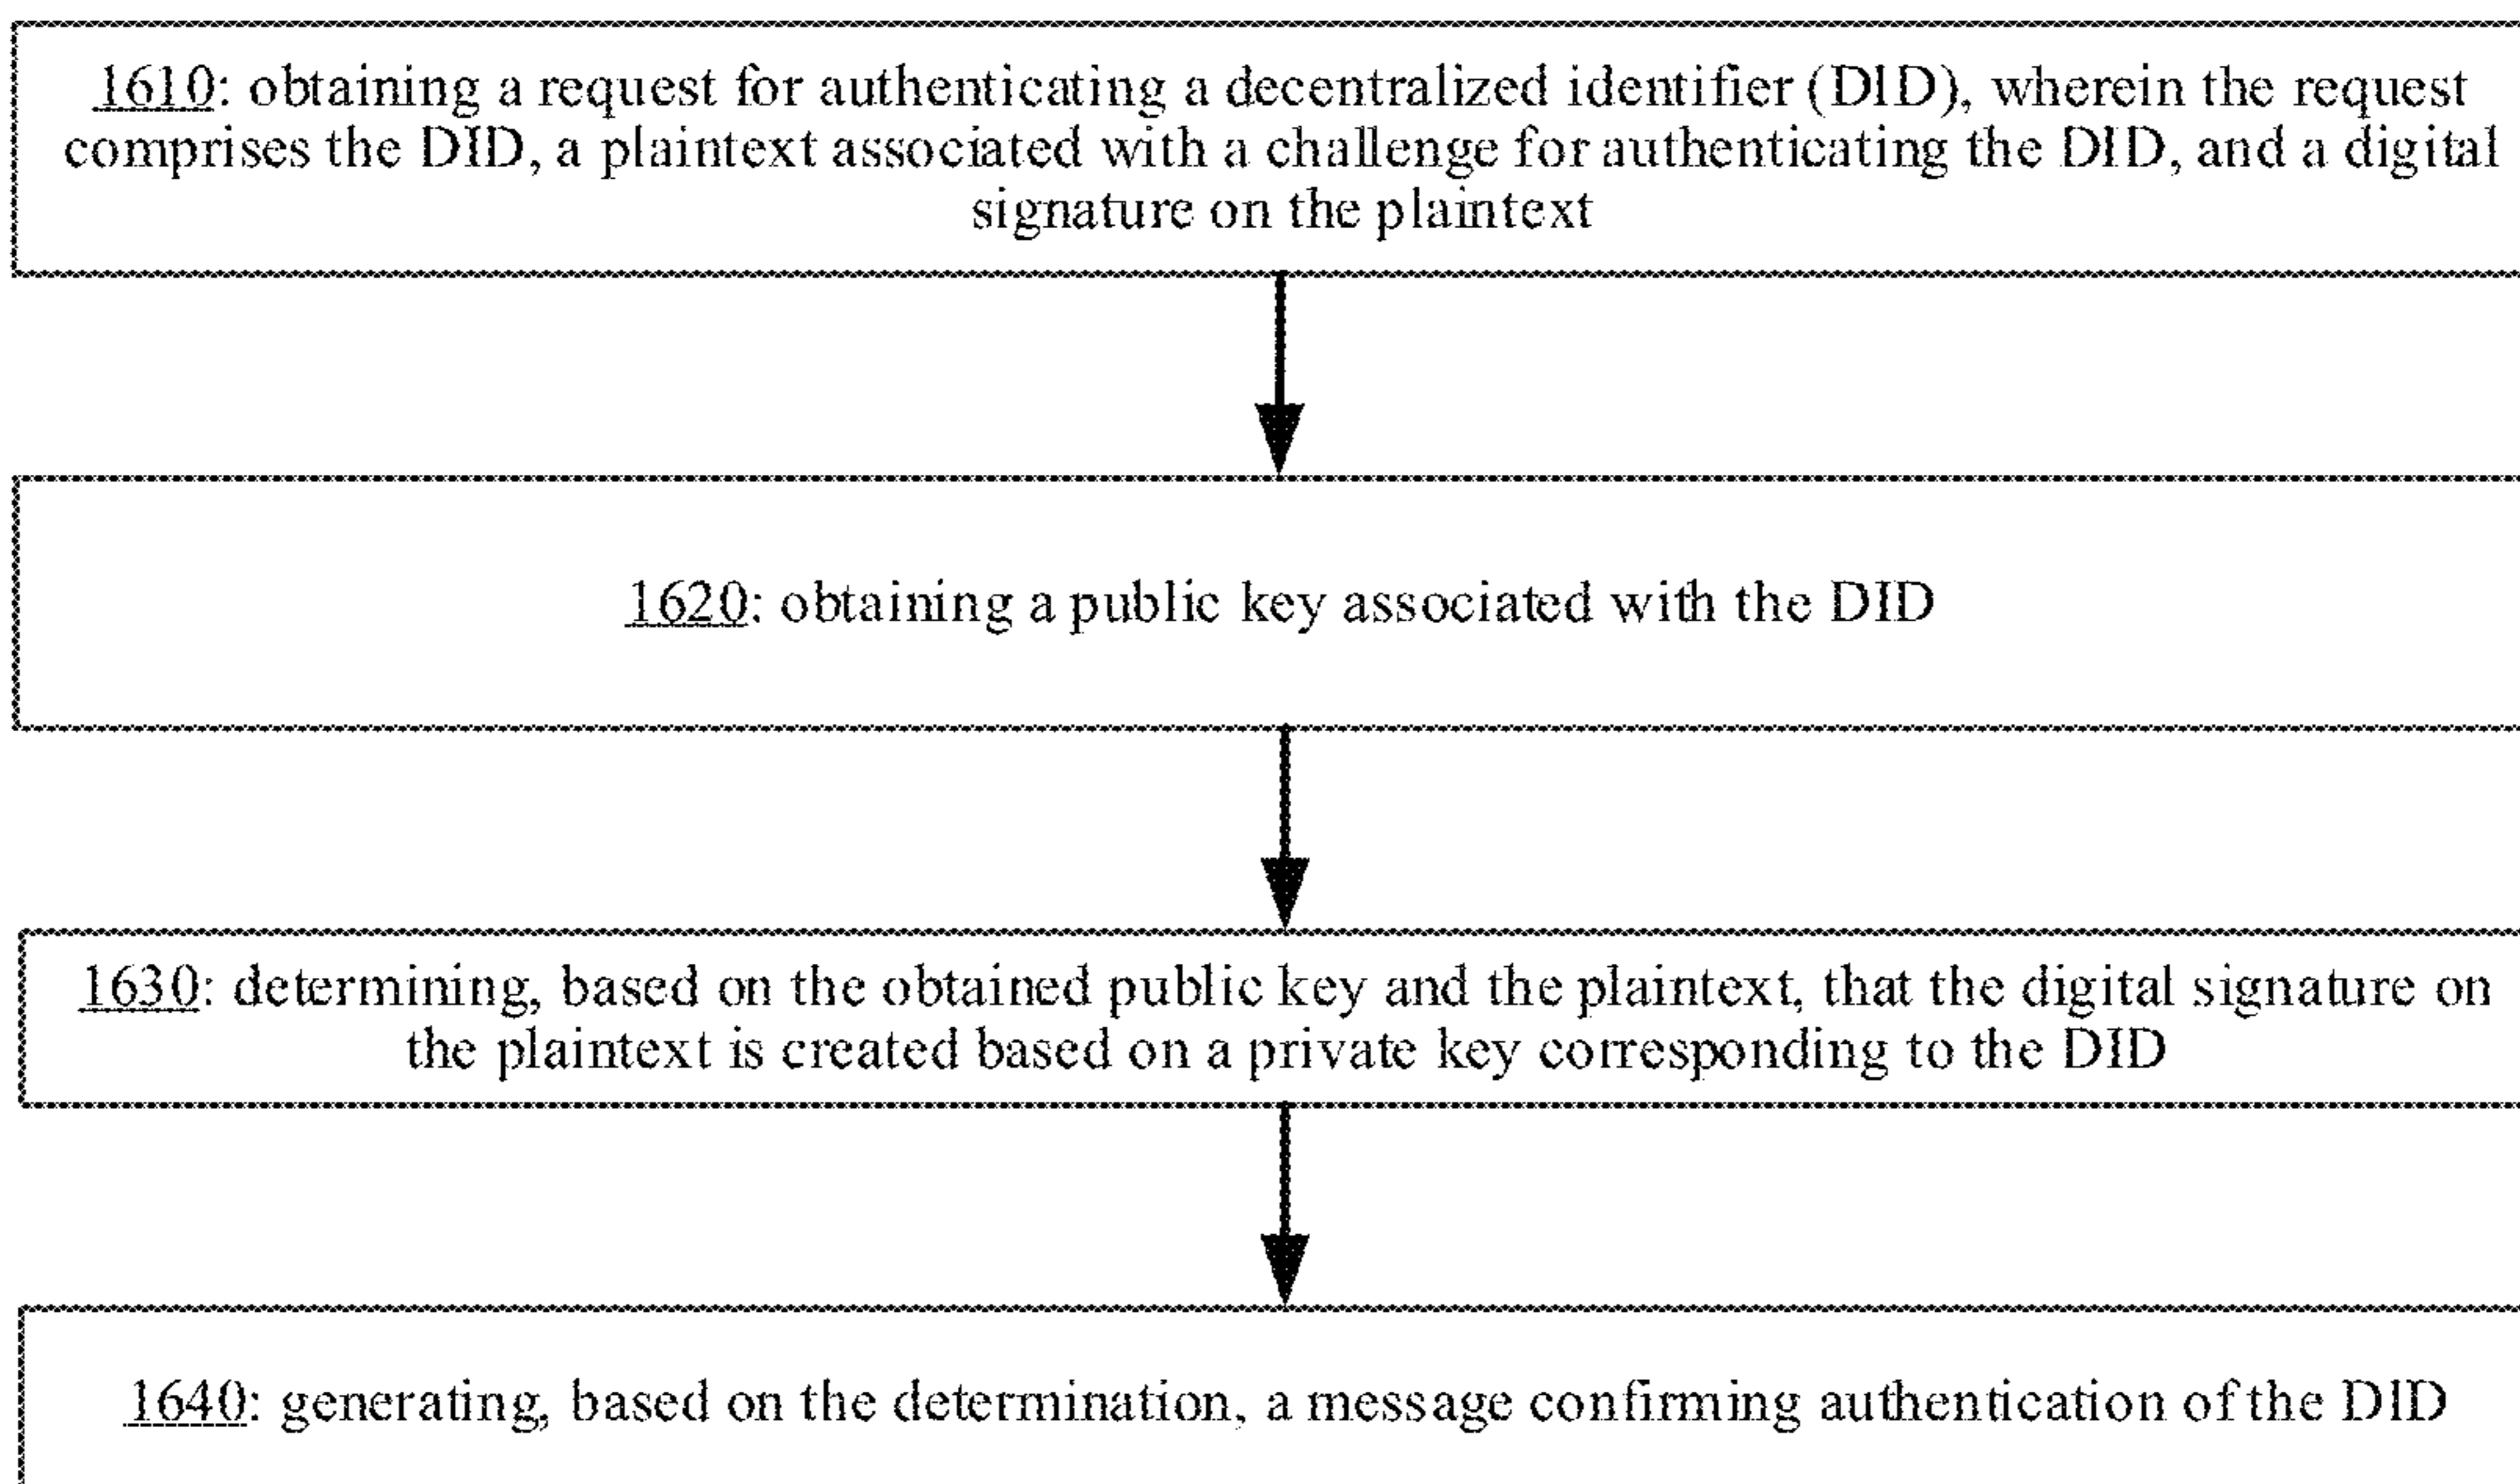 1610: obtaining a request for authenticating a decentralized identifier (DID), wherein the request
comprises the DID, a plaintext associated with a challenge for authenticating the DID, and a digital
signature on the plaintext
1620: obtaining a public key associated with the DID
1630: determining, based on the obtained public key and the plaintext, that the digital signature on
the plaintext is created based on a private key corresponding to the DID
1640: generating, based on the determination, a message confirming authentication of the DID